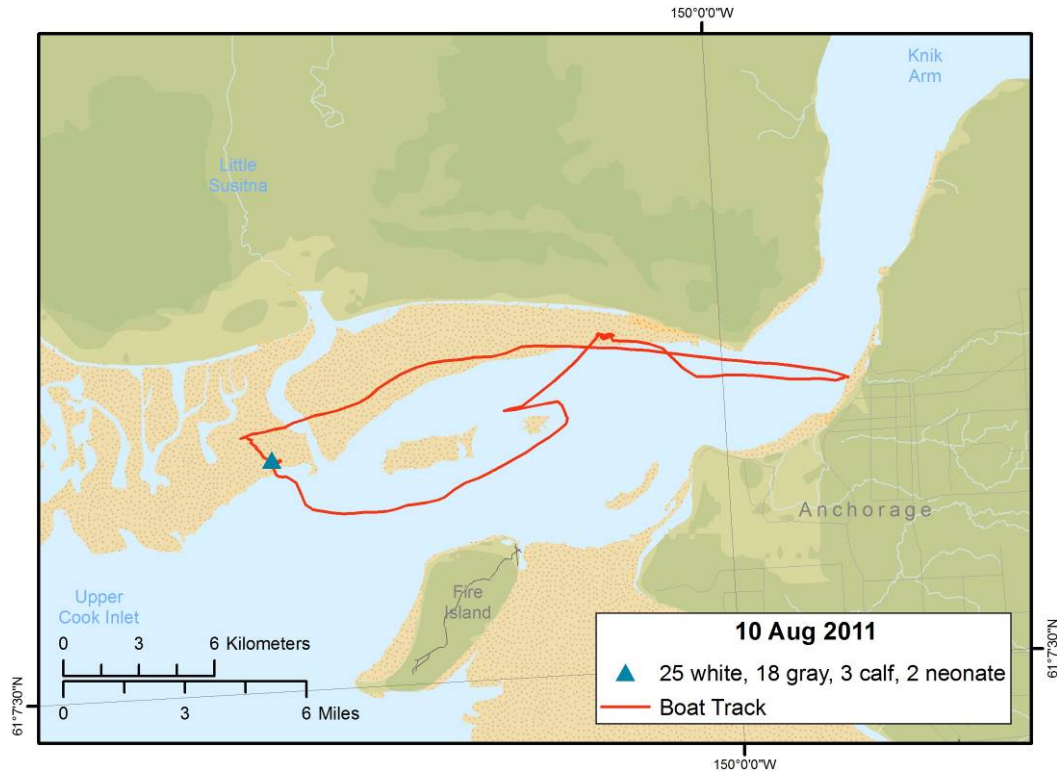 150°0'0"W
Knik
Arm
Little
Susitna
Anchorage
Fire
Island
Upper
Cook Inlet
0 3 6 Kilometers
0 3 6 Miles
10 Aug 2011
25 white, 18 gray, 3 calf, 2 neonate
Boat Track
61°7'30"N
61°7'30"N
150°0'0"W